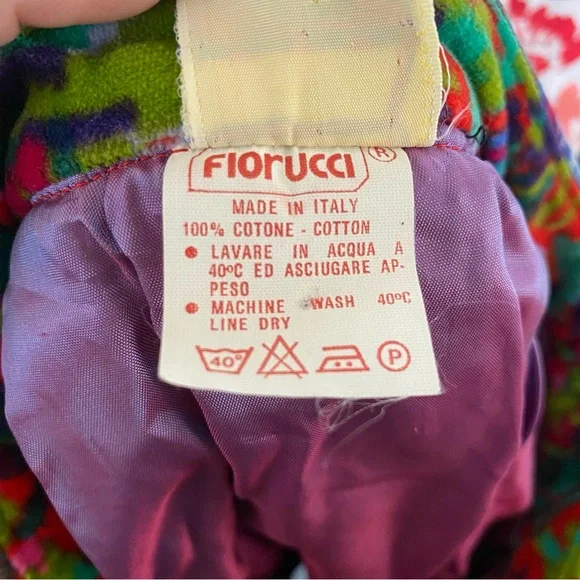 FIOrUCCI ®
MADE IN ITALY
100% COTONE - COTTON
● LAVARE IN ACQUA A
40ºC ED ASCIUGARE AP-
PESO
● MACHINE WASH 40ºC
LINE DRY
40° P